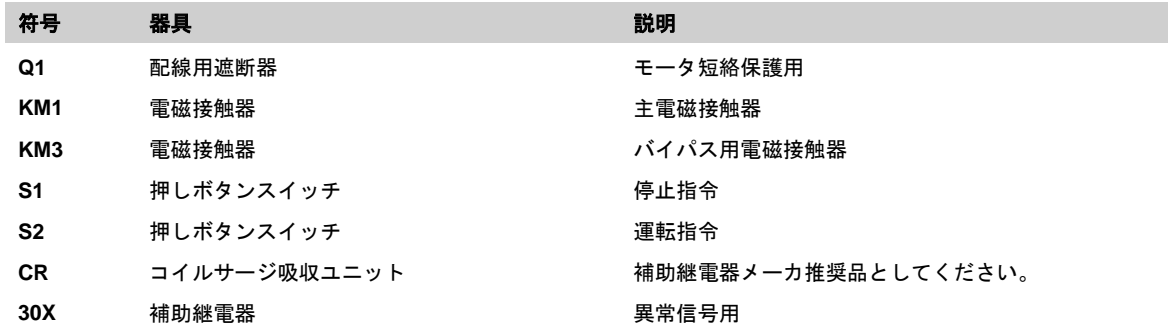 符号 器具 説明
Q1 配線用遮断器 モータ短絡保護用
KM1 電磁接触器 主電磁接触器
KM3 電磁接触器 バイパス用電磁接触器
S1 押しボタンスイッチ 停止指令
S2 押しボタンスイッチ 運転指令
CR コイルサージ吸収ユニット 補助継電器メーカ推奨品としてください。
30X 補助継電器 異常信号用